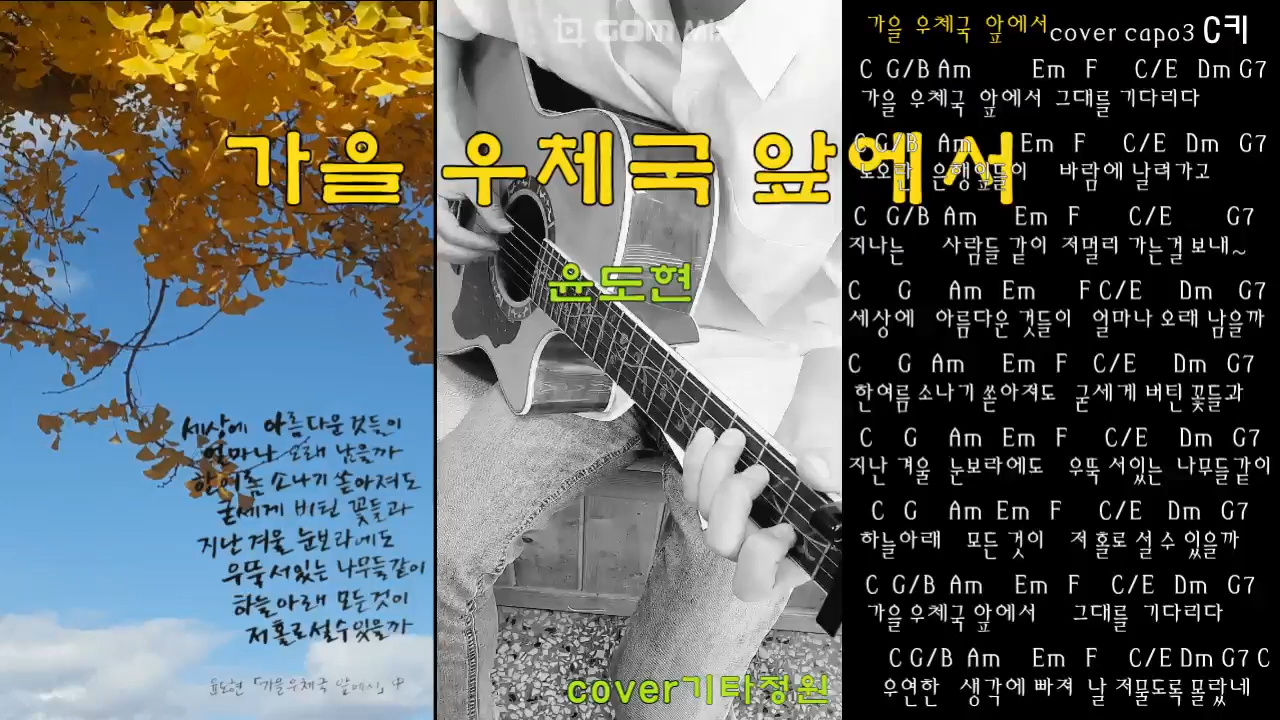 GOM MIX
가을 우체국 앞에서
윤도현
cover기타정원
세상에 아름다운 것들이
얼마나 오래 남을까
한여름 소나기 쏟아져도
굳세게 버틴 꽃들과
지난 겨울 눈보라에도
우뚝 서있는 나무들같이
하늘 아래 모든 것이
저 홀로 설 수 있을까
윤도현 「가을 우체국 앞에서」 中
가을 우체국 앞에서 cover capo3 C키
C G/B Am Em F C/E Dm G7
가을 우체국 앞에서 그대를 기다리다
C G/B Am Em F C/E Dm G7
노오란 은행잎들이 바람에 날려가고
C G/B Am Em F C/E G7
지나는 사람들 같이 저멀리 가는걸 보내~
C G Am Em F C/E Dm G7
세상에 아름다운 것들이 얼마나 오래 남을까
C G Am Em F C/E Dm G7
한여름 소나기 쏟아져도 굳세게 버틴 꽃들과
C G Am Em F C/E Dm G7
지난 겨울 눈보라에도 우뚝 서있는 나무들같이
C G Am Em F C/E Dm G7
하늘아래 모든 것이 저 홀로 설 수 있을까
C G/B Am Em F C/E Dm G7
가을 우체국 앞에서 그대를 기다리다
C G/B Am Em F C/E Dm G7 C
우연한 생각에 빠져 날 저물도록 몰랐네